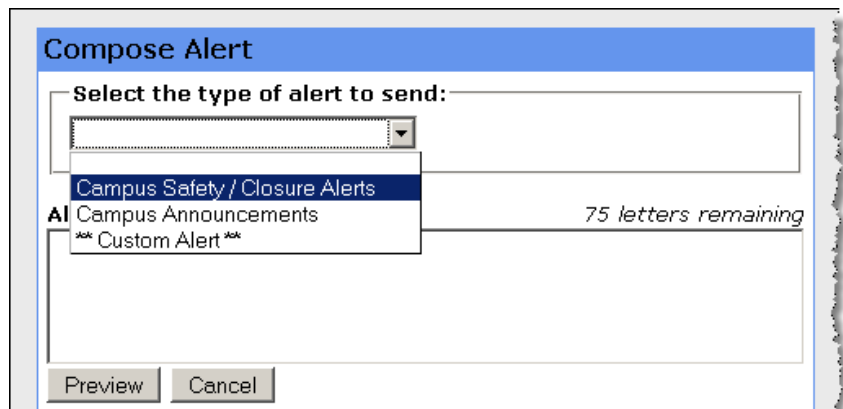 Compose Alert
Select the type of alert to send:
Campus Safety / Closure Alerts
Al
Campus Announcements
75 letters remaining
** Custom Alert **
Preview
Cancel